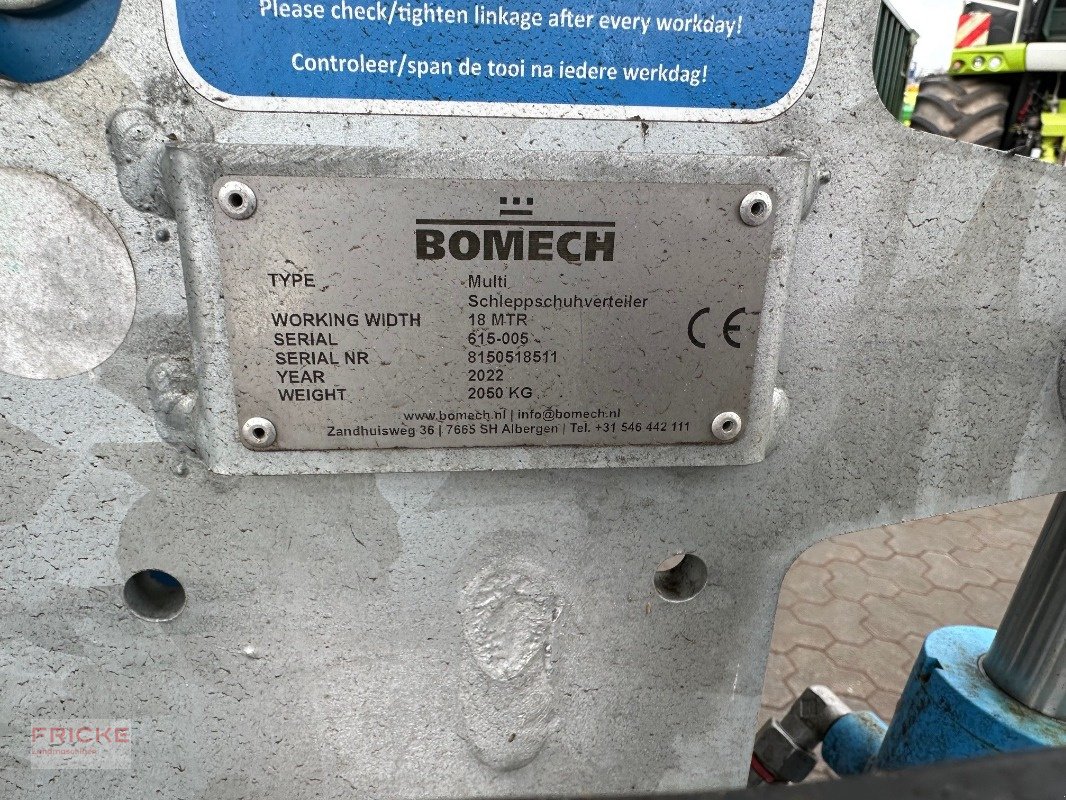 Please check/tighten linkage after every workday!
Controleer/span de tooi na iedere werkdag!
BOMECH
TYPE Multi
Schleppschuhverteiler
WORKING WIDTH 18 MTR
SERIAL 615-005
SERIAL NR 8150518511
YEAR 2022
WEIGHT 2050 KG
CE
www.bomech.nl | info@bomech.nl
Zandhuisweg 36 | 7665 SH Albergen | Tel. +31 546 442 111
FRICKE
Landmaschinen